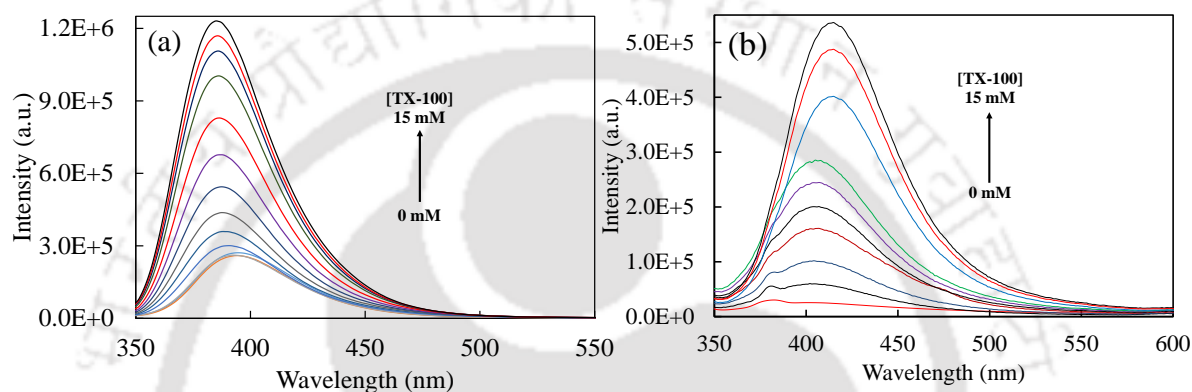 (a)
1.2E+6
9.0E+5
6.0E+5
3.0E+5
0.0E+0
Intensity (a.u.)
[TX-100]
15 mM
0 mM
350 400 450 500 550
Wavelength (nm)
(b)
5.0E+5
4.0E+5
3.0E+5
2.0E+5
1.0E+5
0.0E+0
Intensity (a.u.)
[TX-100]
15 mM
0 mM
350 400 450 500 550 600
Wavelength (nm)